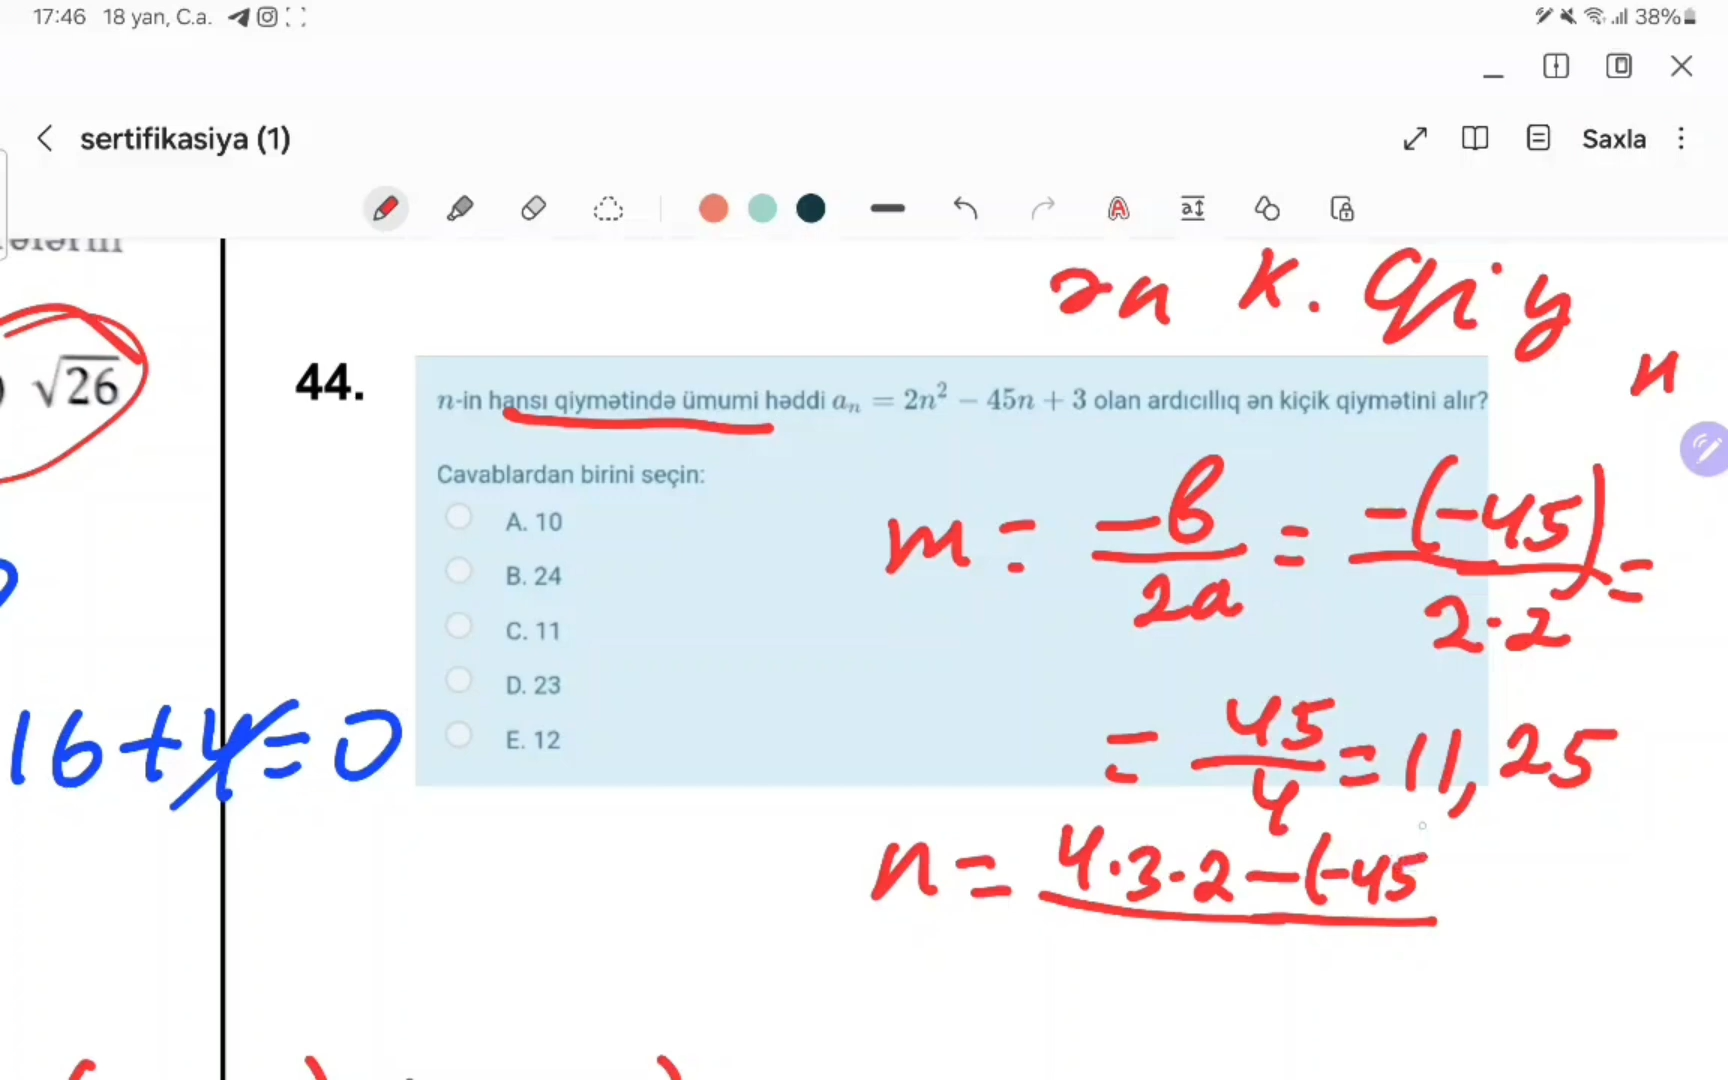 17:46 18 yan, C.a. 38%
sertifikasiya (1) Saxla
ən k. qiy
n
√26
44.
n-in hansı qiymətində ümumi həddi aₙ = 2n² − 45n + 3 olan ardıcıllıq ən kiçik qiymətini alır?
Cavablardan birini seçin:
A. 10
B. 24
C. 11
D. 23
E. 12
m = −b/2a = −(−45)/2·2 =
= 45/4 = 11,25
16+4=0
n = 4·3·2−(−45